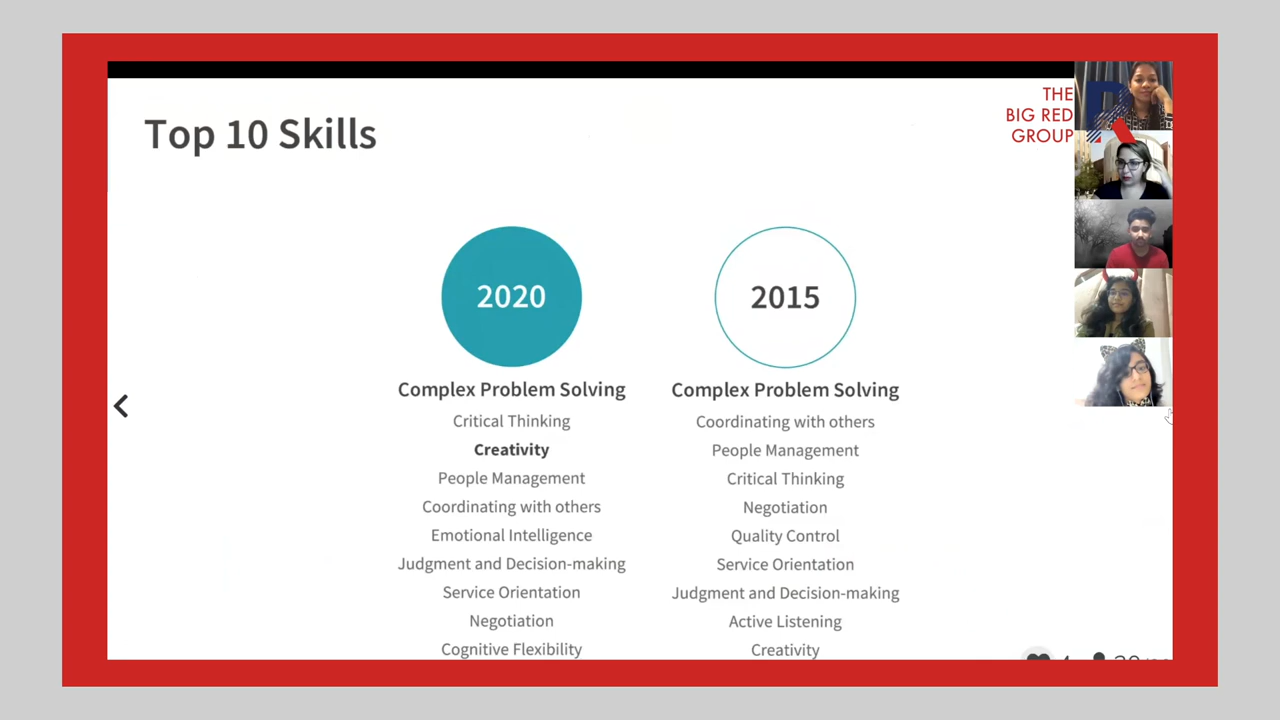 Top 10 Skills
THE
BIG RED
GROUP
2020
Complex Problem Solving
Critical Thinking
Creativity
People Management
Coordinating with others
Emotional Intelligence
Judgment and Decision-making
Service Orientation
Negotiation
Cognitive Flexibility
2015
Complex Problem Solving
Coordinating with others
People Management
Critical Thinking
Negotiation
Quality Control
Service Orientation
Judgment and Decision-making
Active Listening
Creativity